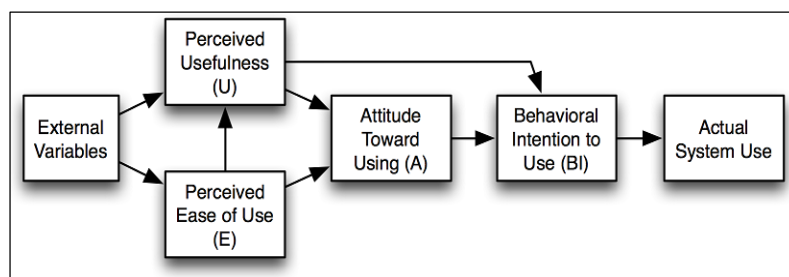 External
Variables
Perceived
Usefulness
(U)
Perceived
Ease of Use
(E)
Attitude
Toward
Using (A)
Behavioral
Intention to
Use (BI)
Actual
System Use